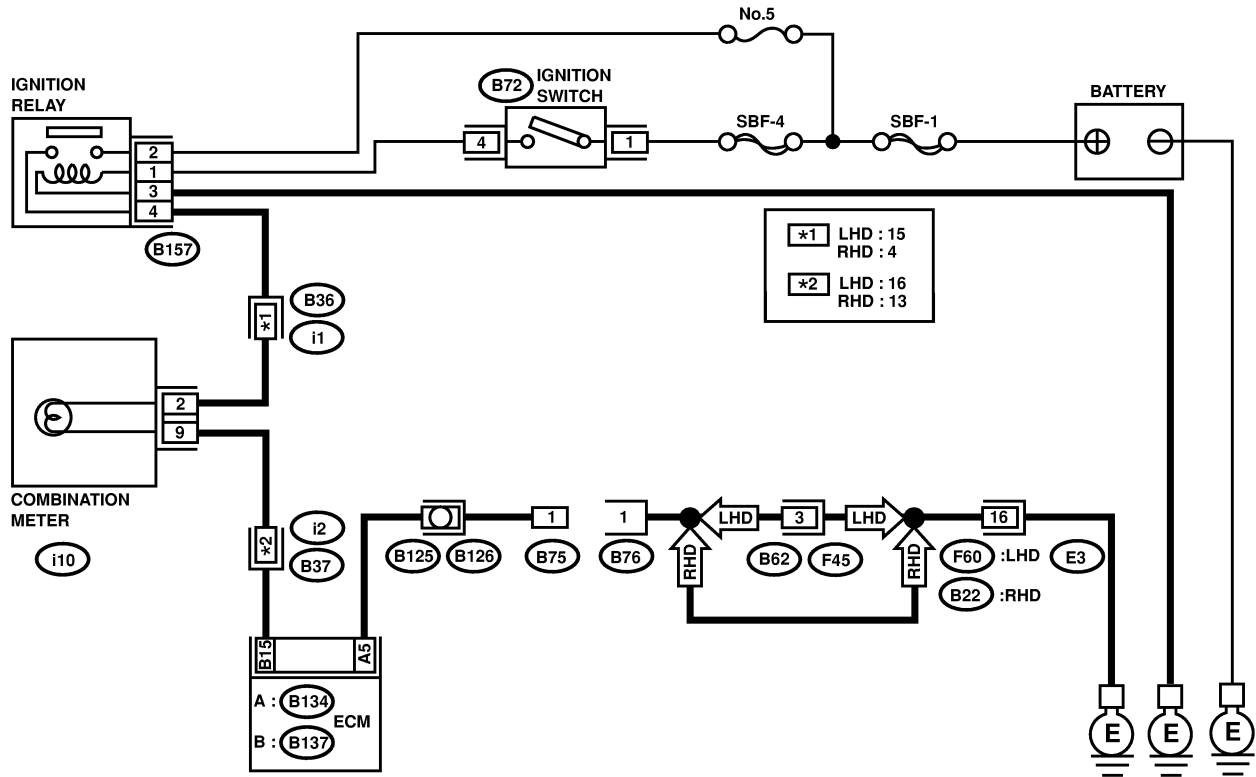 No.5
IGNITION
RELAY
B72
IGNITION
SWITCH
BATTERY
SBF-4
SBF-1
4
1
2
1
3
4
B157
*1
LHD : 15
RHD : 4
*2
LHD : 16
RHD : 13
*1
B36
i1
2
9
COMBINATION
METER
i10
*2
i2
B37
1
1
LHD
3
LHD
16
B125
B126
B75
B76
RHD
B62
F45
RHD
F60 :LHD
E3
B22 :RHD
B15
A5
A : B134
ECM
B : B137
E
E
E